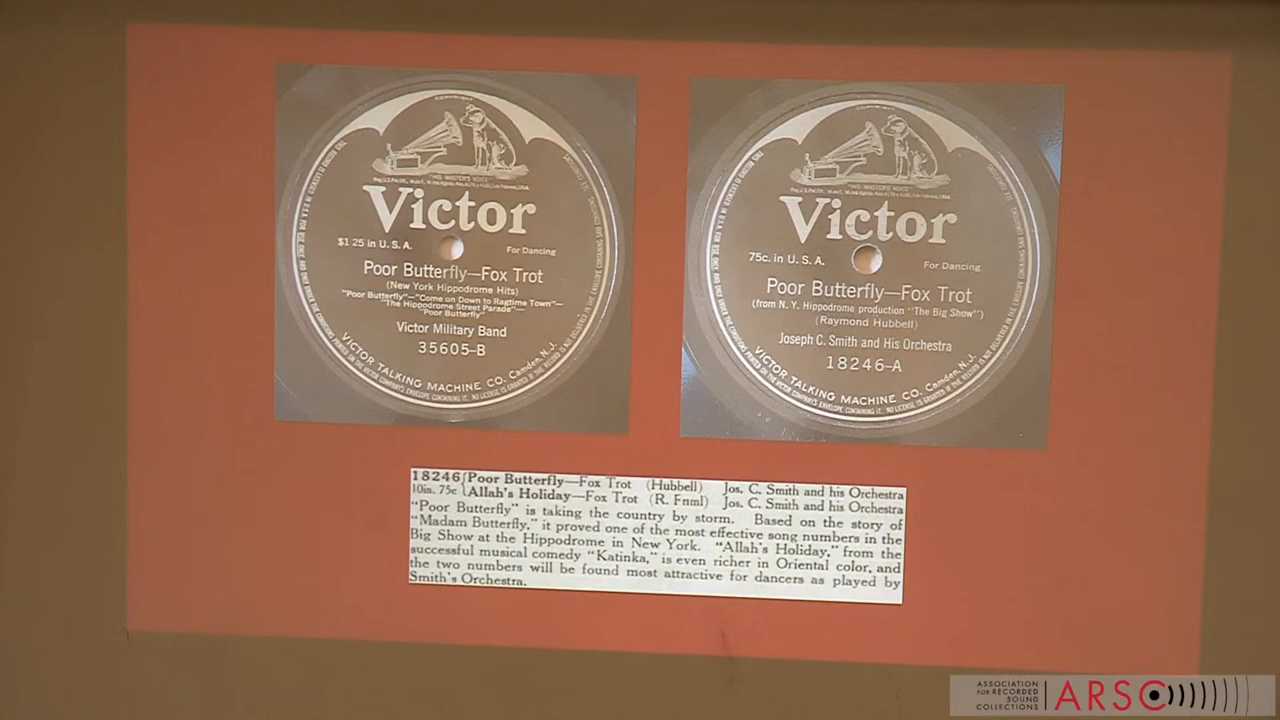 COPYRIGHT
"HIS MASTER'S VOICE"
Victor
$1 25 in U. S. A.
For Dancing
Poor Butterfly—Fox Trot
(New York Hippodrome Hits)
"Poor Butterfly"—"Come on Down to Ragtime Town"—
"The Hippodrome Street Parade"—
"Poor Butterfly"
Victor Military Band
35605-B
VICTOR TALKING MACHINE CO. Camden, N.J.
"HIS MASTER'S VOICE"
Victor
75c. in U. S. A.
For Dancing
Poor Butterfly—Fox Trot
(from N. Y. Hippodrome production "The Big Show")
(Raymond Hubbell)
Joseph C. Smith and His Orchestra
18246-A
VICTOR TALKING MACHINE CO. Camden, N.J.
18246 Poor Butterfly—Fox Trot (Hubbell) Jos. C. Smith and his Orchestra
10in. 75c Allah's Holiday—Fox Trot (R. Friml) Jos. C. Smith and his Orchestra
"Poor Butterfly" is taking the country by storm. Based on the story of
"Madam Butterfly," it proved one of the most effective song numbers in the
Big Show at the Hippodrome in New York. "Allah's Holiday," from the
successful musical comedy "Katinka," is even richer in Oriental color, and
the two numbers will be found most attractive for dancers as played by
Smith's Orchestra.
ASSOCIATION
FOR RECORDED
SOUND
COLLECTIONS
ARSC